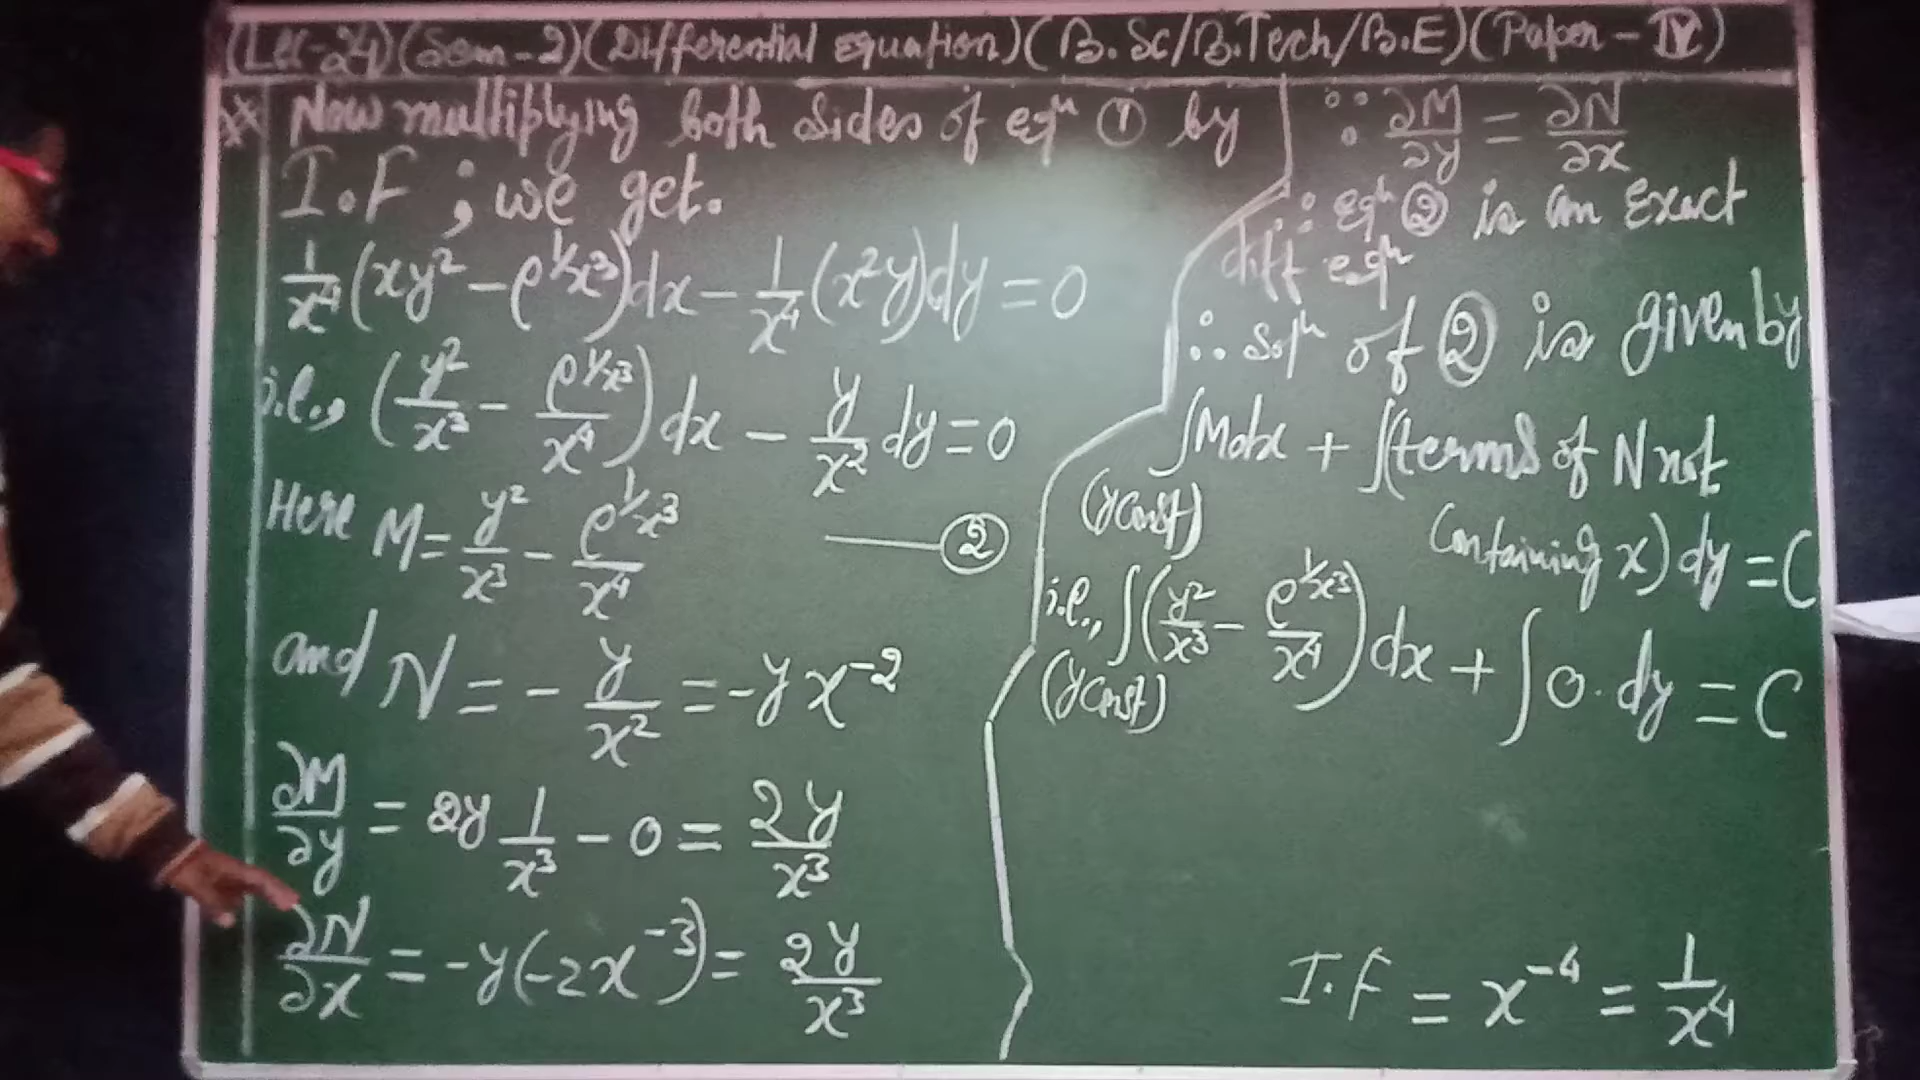 (Lec-24)(Sem-2)(Differential equation)(B.Sc/B.Tech/B.E)(Paper-IV)
Now multiplying both sides of eqⁿ ① by
I.F ; we get.
1/x⁴ (xy² - e^(1/x³)) dx - 1/x⁴ (x²y) dy = 0
i.e., (y²/x³ - e^(1/x³)/x⁴) dx - y/x² dy = 0
—②
Here M = y²/x³ - e^(1/x³)/x⁴
and N = - y/x² = -y x⁻²
∂M/∂y = 2y 1/x³ - 0 = 2y/x³
∂N/∂x = -y(-2x⁻³) = 2y/x³
∵ ∂M/∂y = ∂N/∂x
∴ eqⁿ ② is an exact
diff eqⁿ
∴ solⁿ of ② is given by
∫Mdx + ∫(terms of N not
(y const)
containing x) dy = C
i.e., ∫(y²/x³ - e^(1/x³)/x⁴) dx + ∫0. dy = C
(y const)
I.F = x⁻⁴ = 1/x⁴